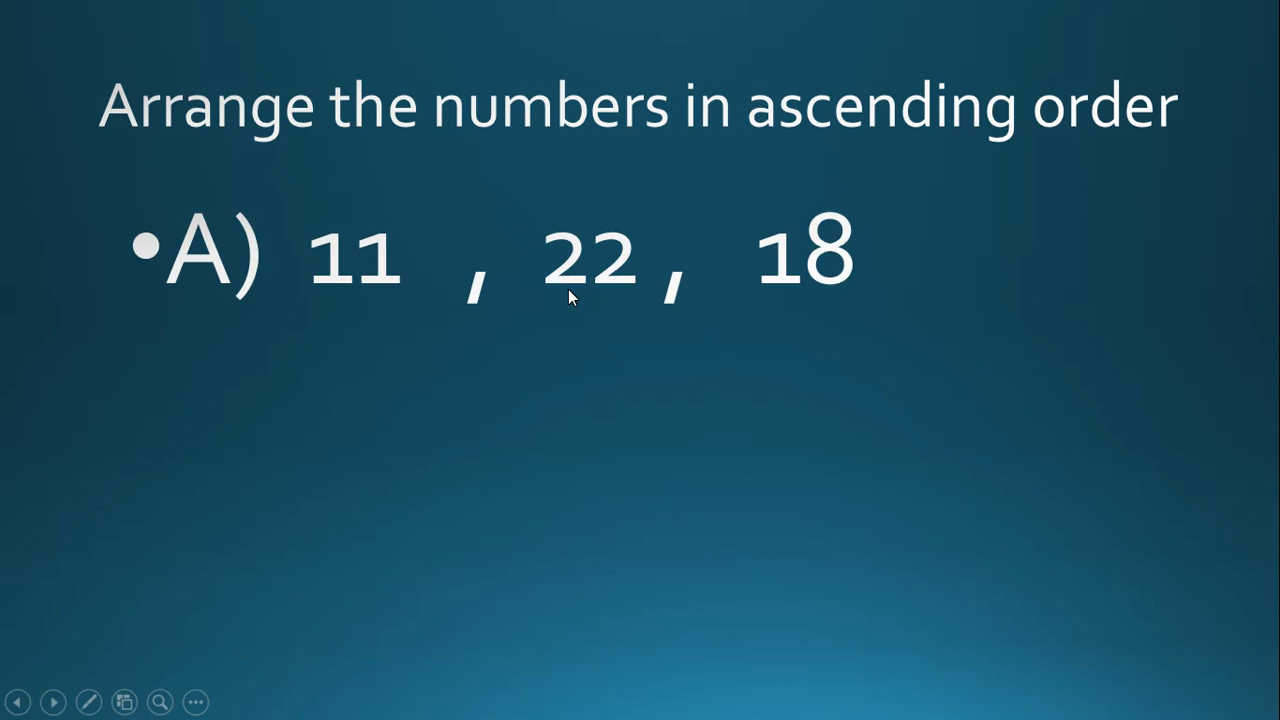 Arrange the numbers in ascending order
•A) 11 , 22 , 18